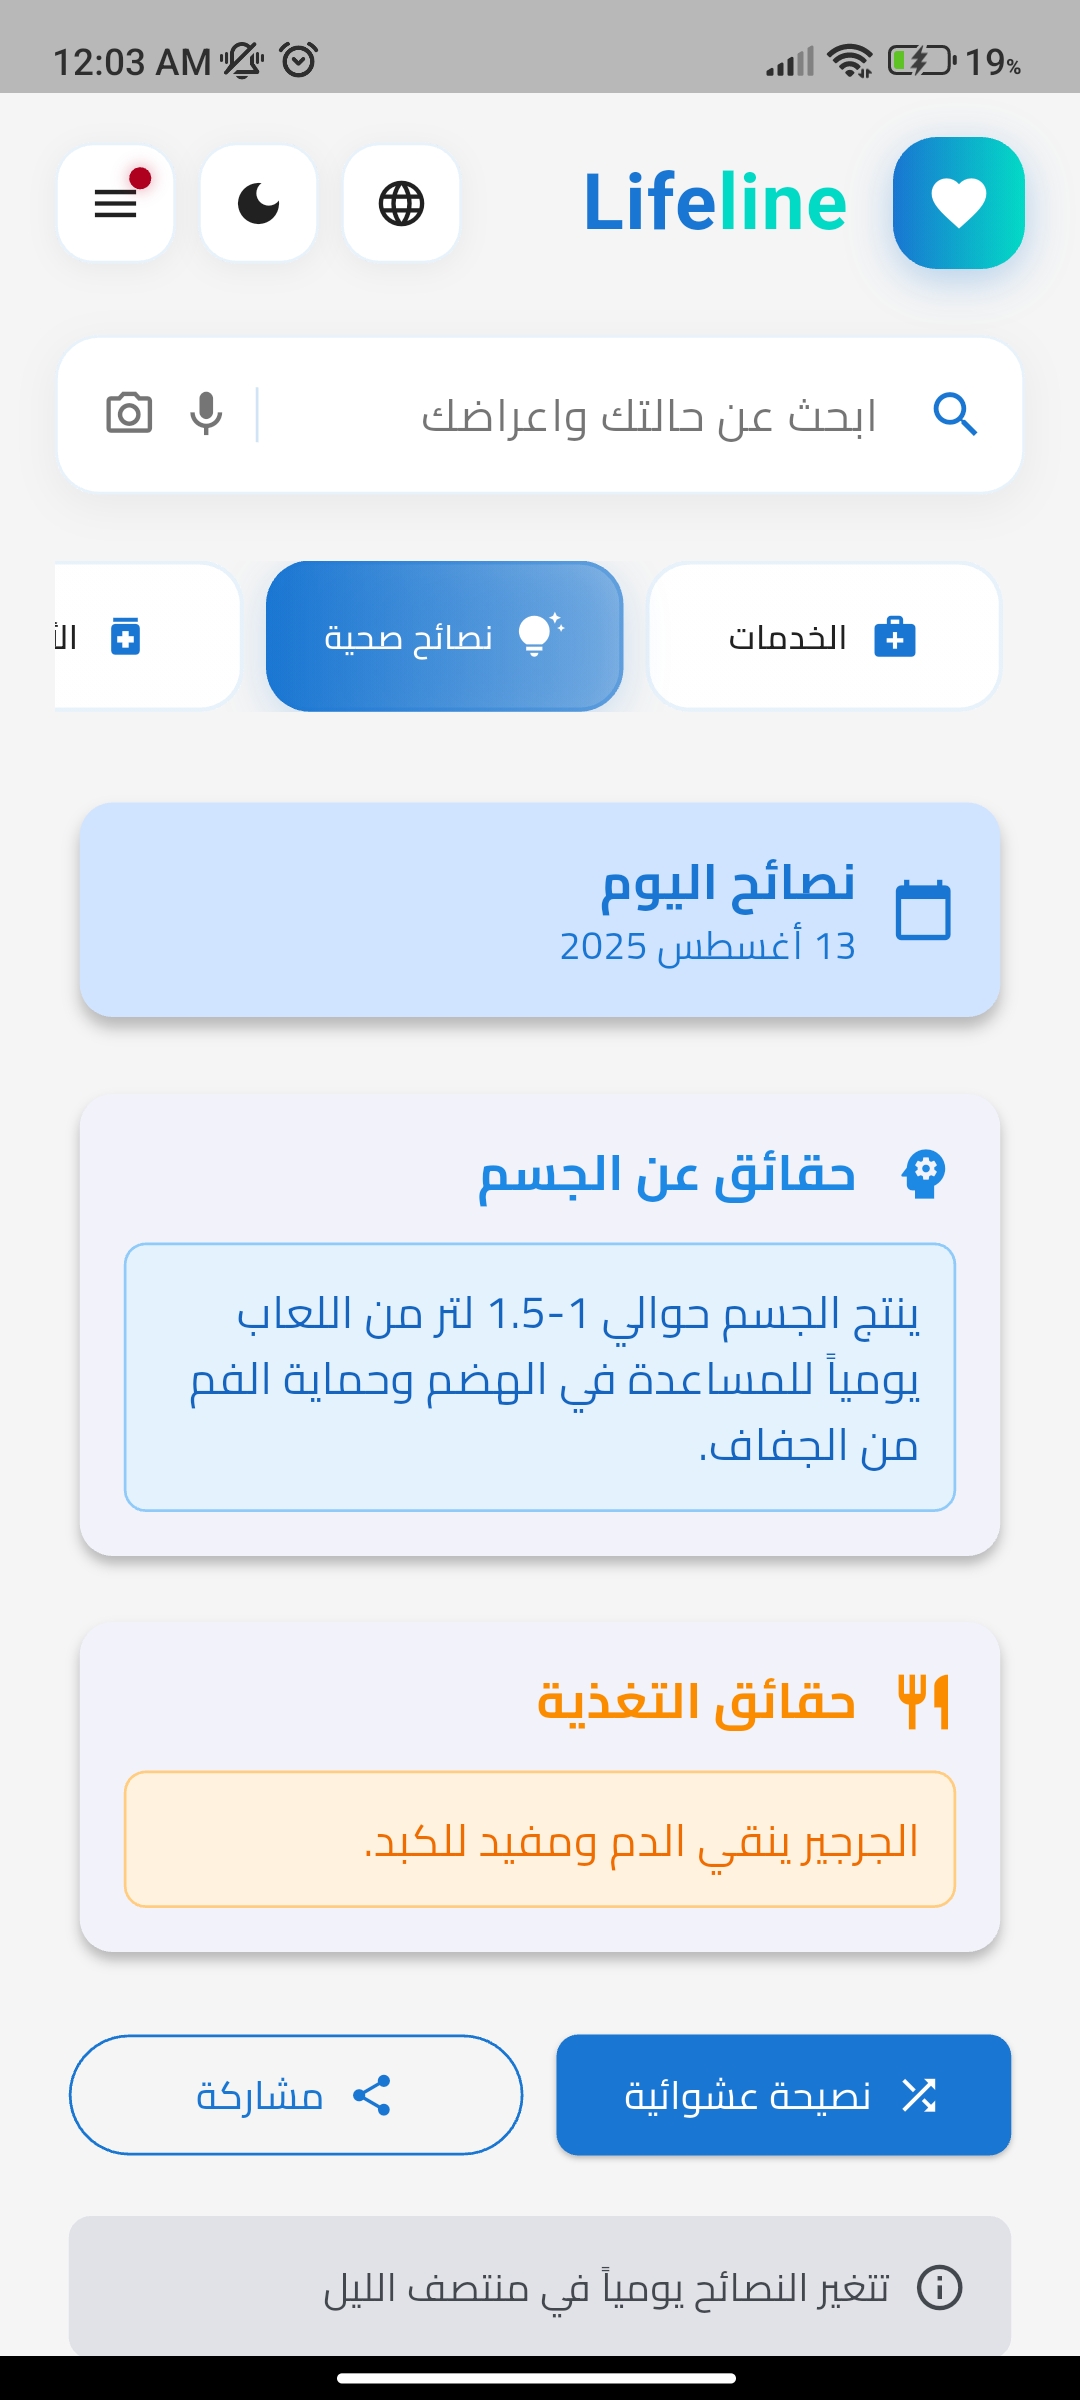 12:03 AM
19%
Lifeline
ابحث عن حالتك واعراضك
الخدمات
نصائح صحية
نصائح اليوم
13 أغسطس 2025
حقائق عن الجسم
ينتج الجسم حوالي 1-1.5 لتر من اللعاب
يومياً للمساعدة في الهضم وحماية الفم
من الجفاف.
حقائق التغذية
الجرجير ينقي الدم ومفيد للكبد.
نصيحة عشوائية
مشاركة
تتغير النصائح يومياً في منتصف الليل